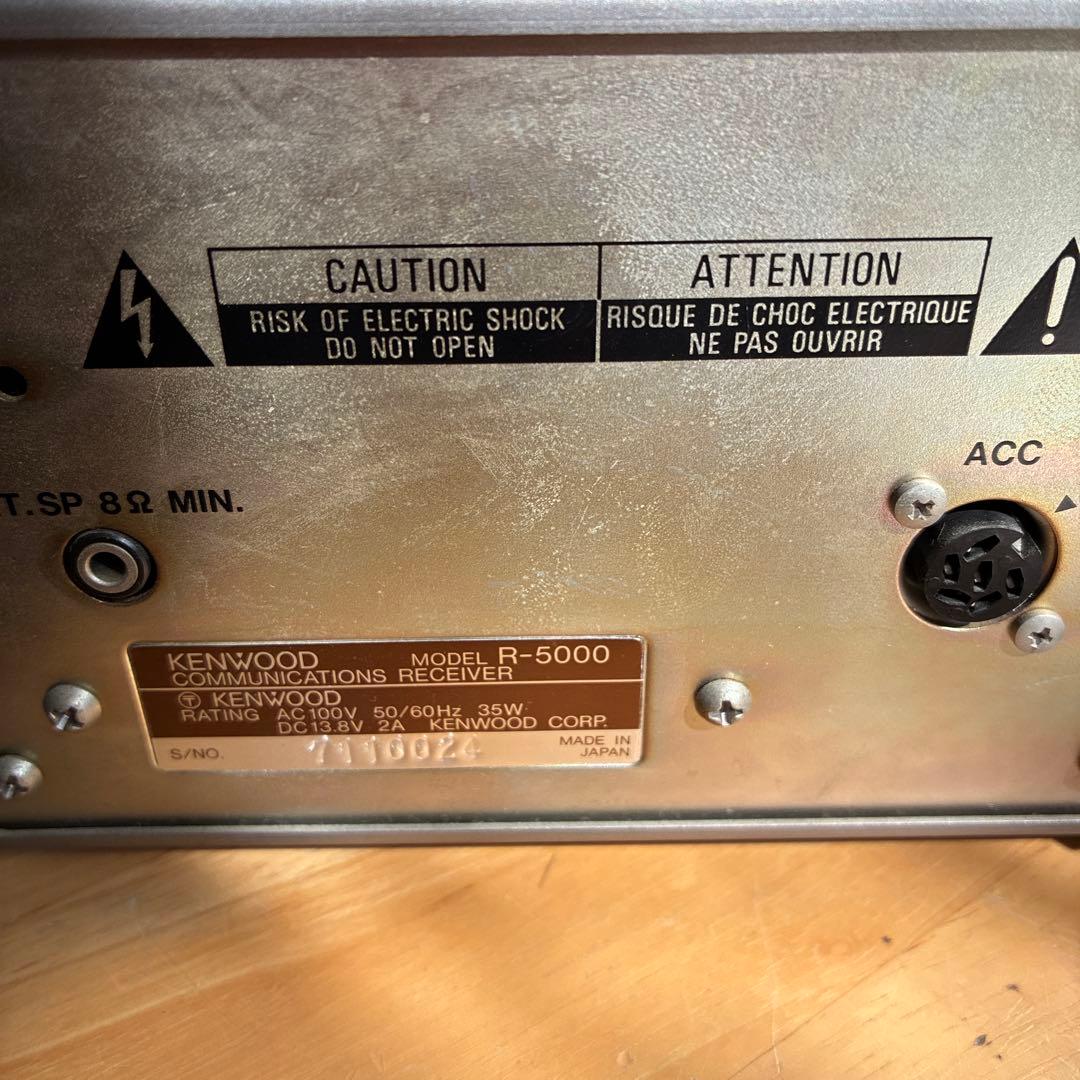 CAUTION
RISK OF ELECTRIC SHOCK
DO NOT OPEN
ATTENTION
RISQUE DE CHOC ELECTRIQUE
NE PAS OUVRIR
ACC
T.SP 8Ω MIN.
KENWOOD MODEL R-5000
COMMUNICATIONS RECEIVER
KENWOOD
RATING AC100V 50/60Hz 35W
DC13.8V 2A KENWOOD CORP.
S/NO. 7110024 MADE IN
JAPAN